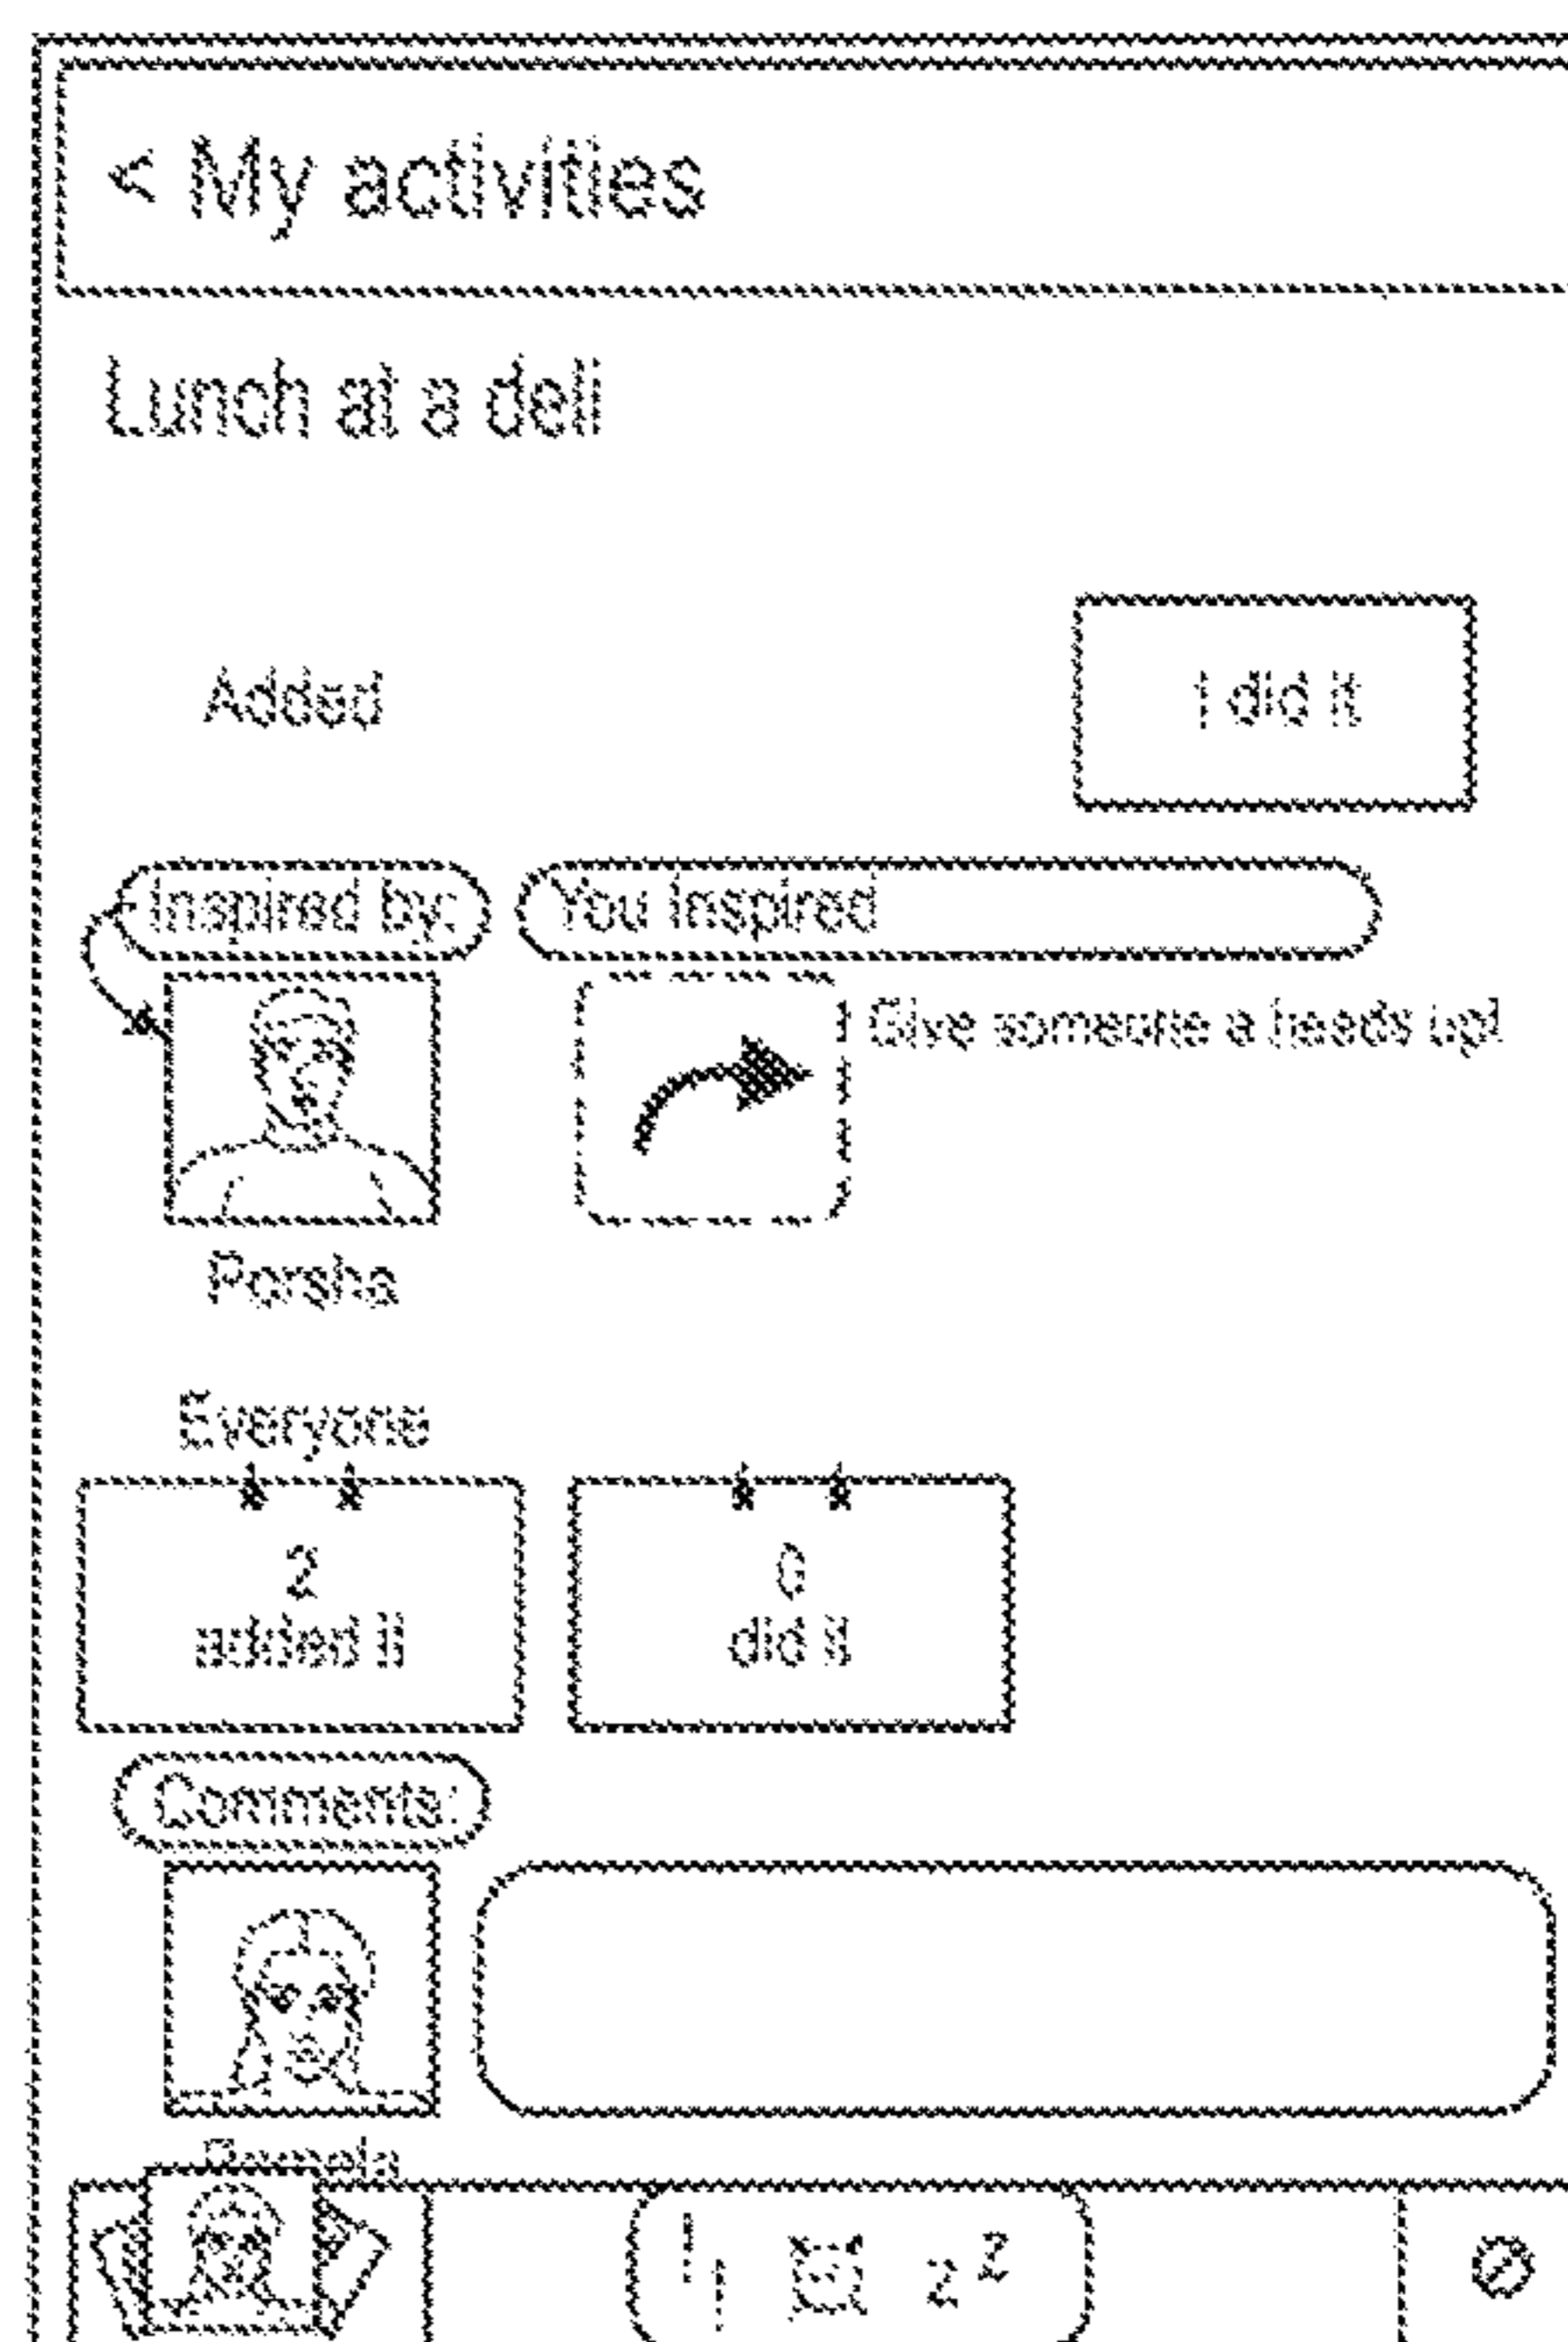 < My activities
Lunch at a deli
Added
I did it
Inspired by:
You Inspired
Give someone a heads up!
Porsha
Everyone
2
added it
0
did it
Comments:
Pamela